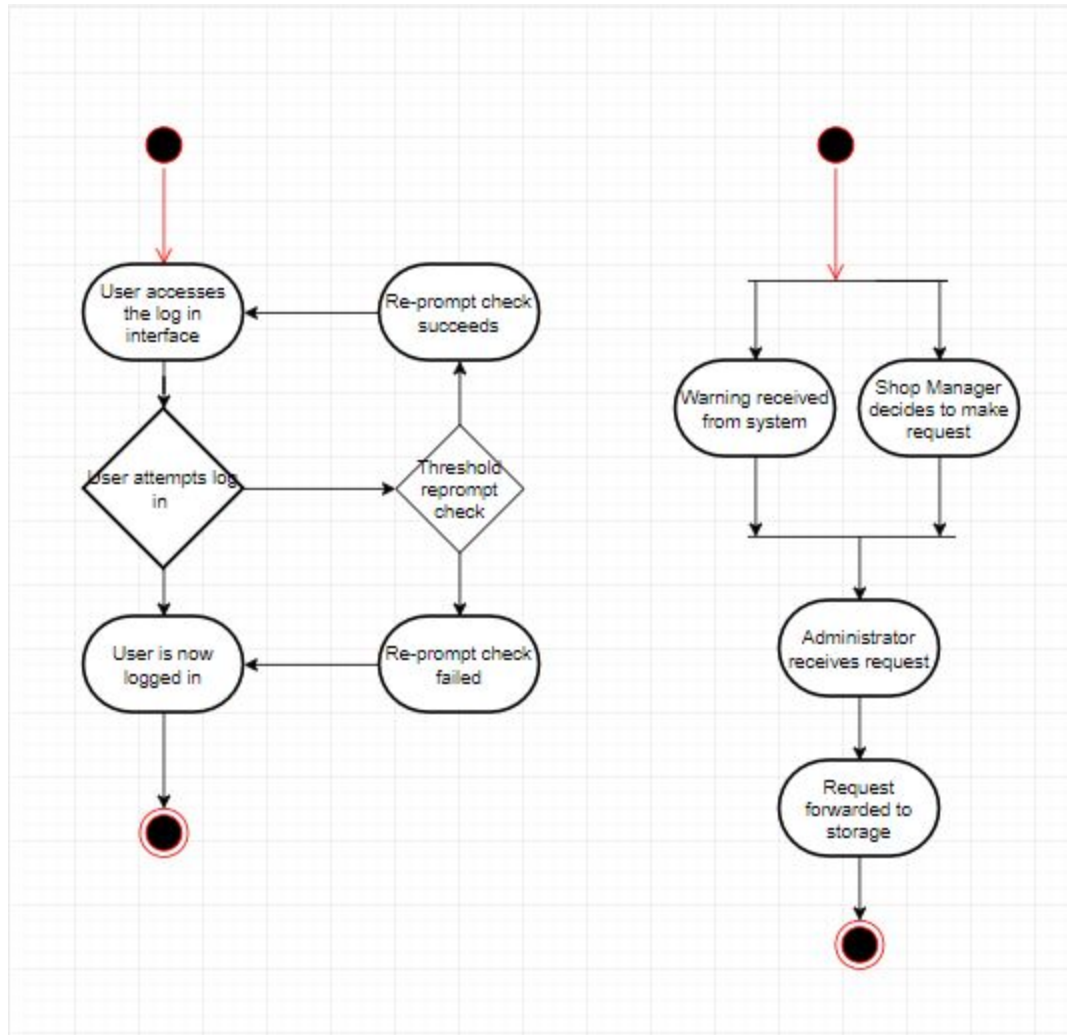 User accesses
the log in
interface
Re-prompt check
succeeds
User attempts log
in
Threshold
reprompt
check
User is now
logged in
Re-prompt check
failed
Warning received
from system
Shop Manager
decides to make
request
Administrator
receives request
Request
forwarded to
storage